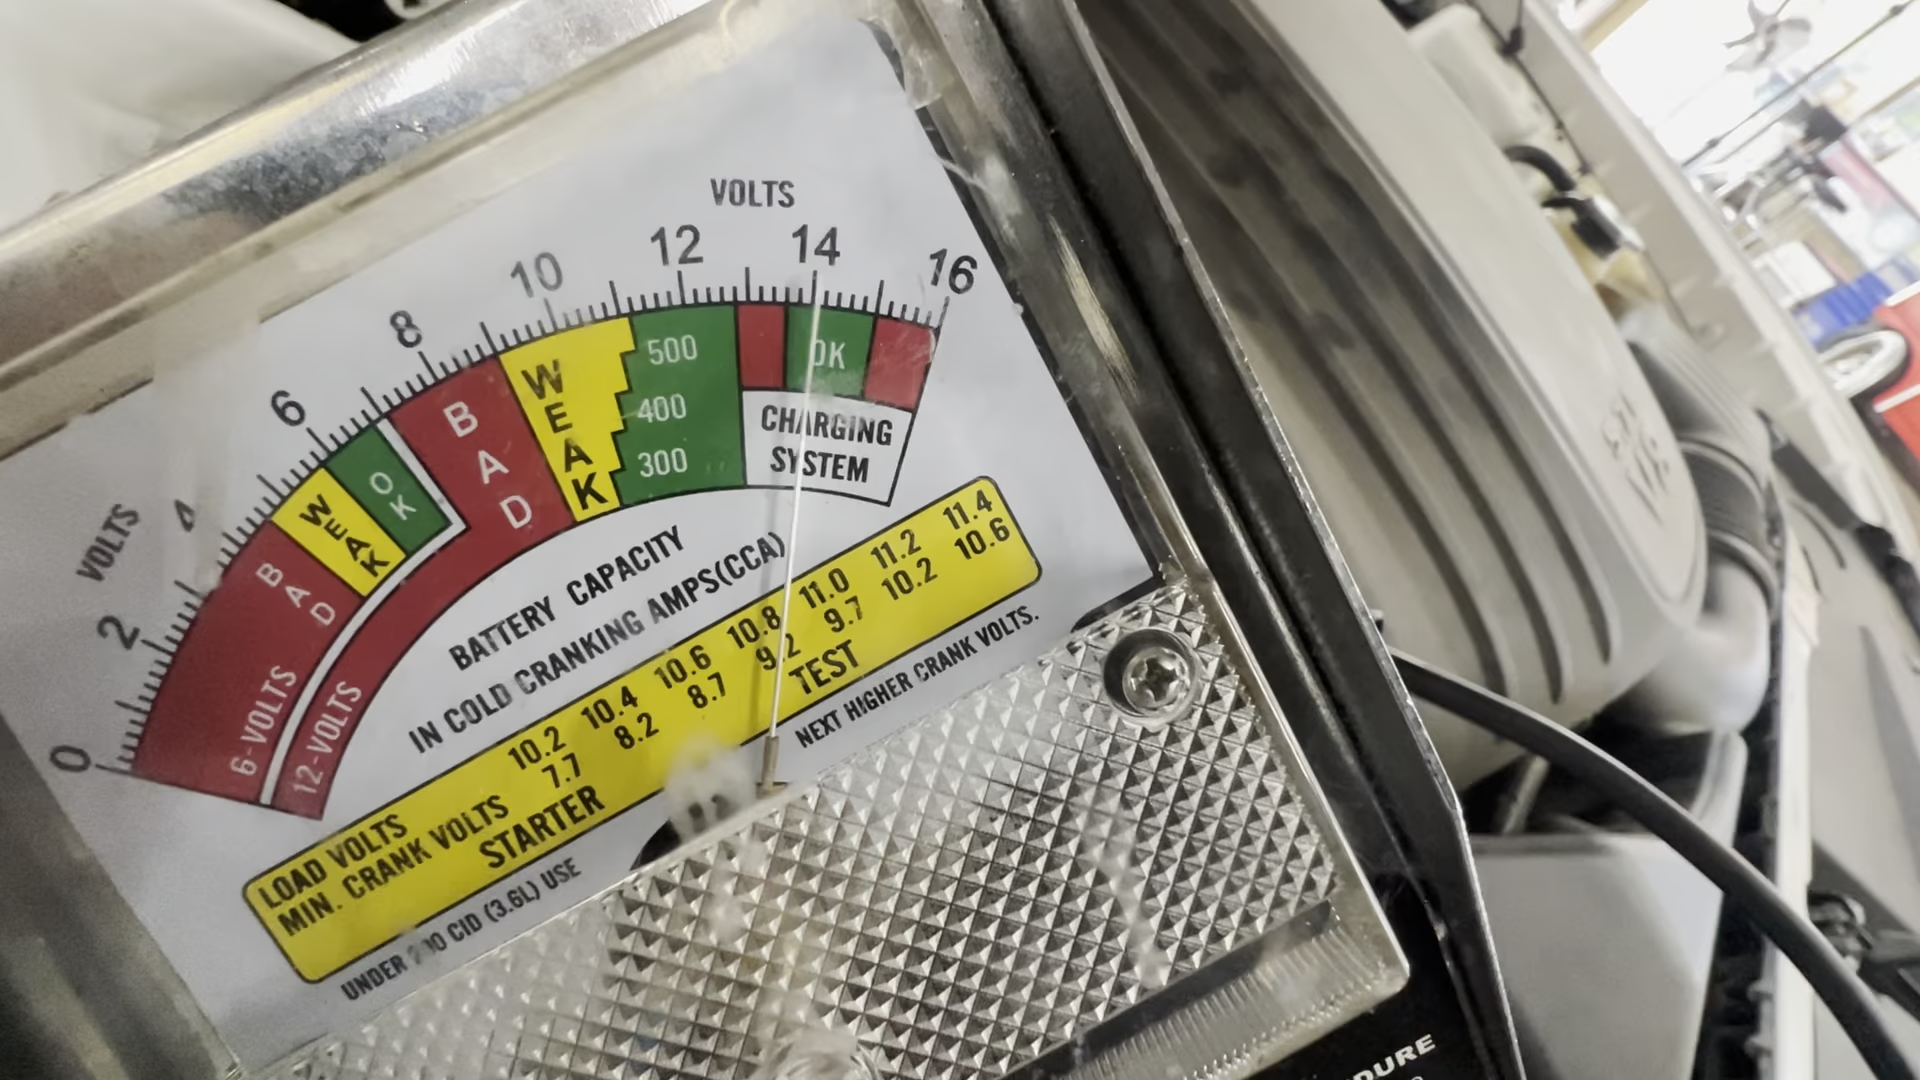 VOLTS
0 2 4 6 8 10 12 14 16
VOLTS
BAD
WEAK
OK
6-VOLTS
BAD
WEAK
500
400
300
OK
CHARGING
SYSTEM
12-VOLTS
BATTERY CAPACITY
IN COLD CRANKING AMPS(CCA)
LOAD VOLTS 10.2 10.4 10.6 10.8 11.0 11.2 11.4
MIN. CRANK VOLTS 7.7 8.2 8.7 9.2 9.7 10.2 10.6
STARTER TEST
UNDER CID (3.6L) USE NEXT HIGHER CRANK VOLTS.